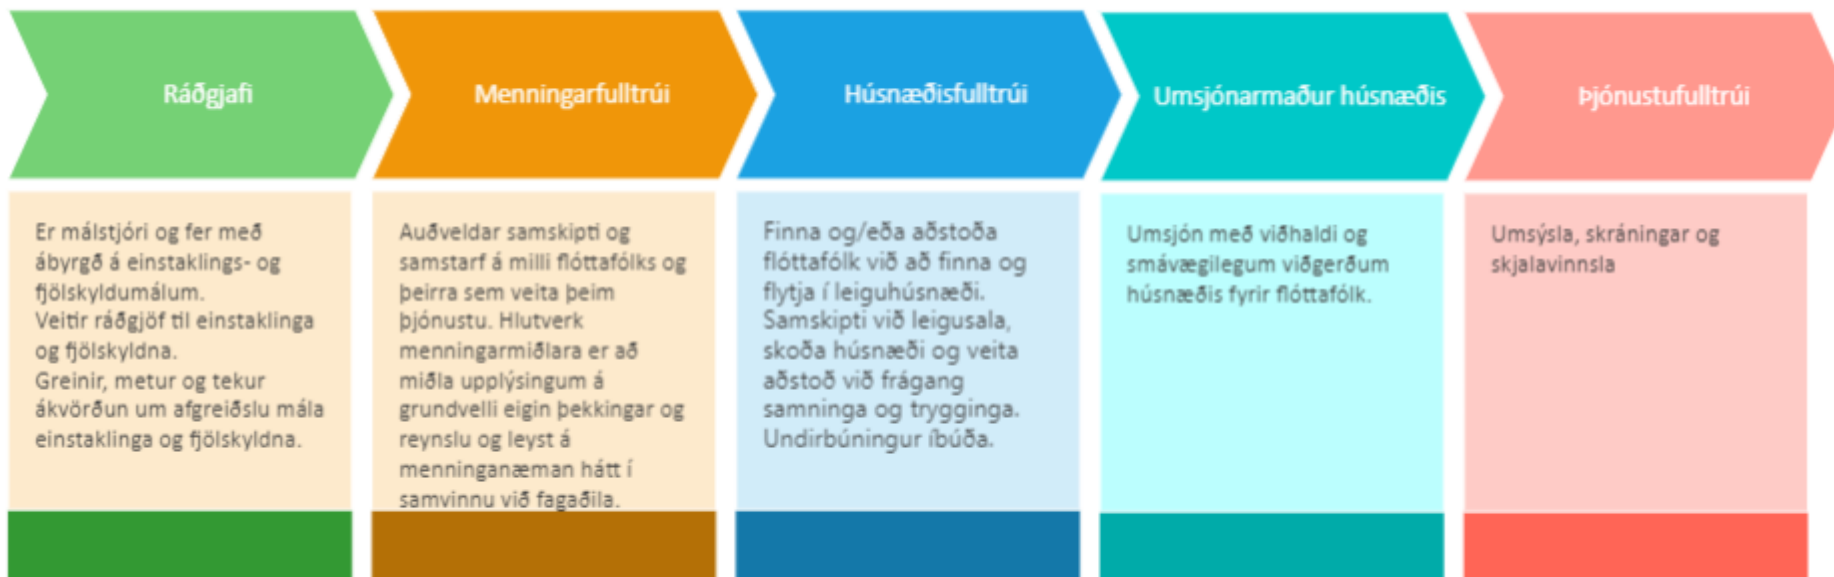 Ráðgjafi
Menningarfulltrúi
Húsnæðisfulltrúi
Umsjónarmaður húsnæðis
Þjónustufulltrúi
Er málstjóri og fer með
ábyrgð á einstaklings- og
fjölskyldumálum.
Veitir ráðgjöf til einstaklinga
og fjölskyldna.
Greinir, metur og tekur
ákvörðun um afgreiðslu mála
einstaklinga og fjölskyldna.
Auðveldar samskipti og
samstarf á milli flóttafólks og
þeirra sem veita þeim
þjónustu. Hlutverk
menningarmiðlara er að
miðla upplýsingum á
grundvelli eigin þekkingar og
reynslu og leyst á
menninganæman hátt í
samvinnu við fagaðila.
Finna og/eða aðstoða
flóttafólk við að finna og
flytja í leiguhúsnæði.
Samskipti við leigusala,
skoða húsnæði og veita
aðstoð við frágang
samninga og trygginga.
Undirbúningur íbúða.
Umsjón með viðhaldi og
smávægilegum viðgerðum
húsnæðis fyrir flóttafólk.
Umsýsla, skráningar og
skjalavinnsla